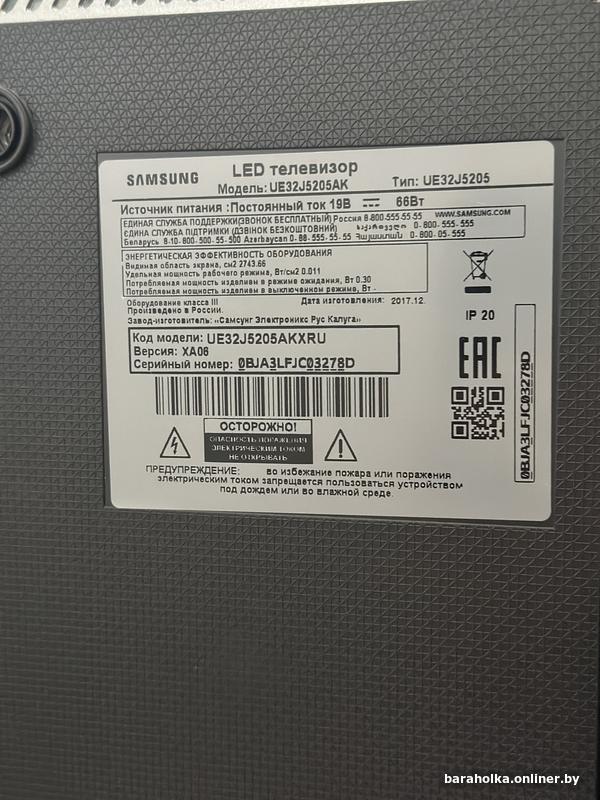 SAMSUNG
LED телевизор
Модель: UE32J5205AK
Тип: UE32J5205
Источник питания :Постоянный ток 19В 66Вт
ЕДИНАЯ СЛУЖБА ПОДДЕРЖКИ(ЗВОНОК БЕСПЛАТНЫЙ) Россия 8-800-555-55-55 WWW.SAMSUNG.COM
ЄДИНА СЛУЖБА ПІДТРИМКИ (ДЗВІНОК БЕЗКОШТОВНИЙ) საქართველო 0-800-555-555
Беларусь 8-10-800-500-55-500 Azerbaycan 0-88-555-55-55 Հայաստան 0-800-05-555
ЭНЕРГЕТИЧЕСКАЯ ЭФФЕКТИВНОСТЬ ОБОРУДОВАНИЯ
Видимая область экрана, см2 2743.66
Удельная мощность рабочего режима, Вт/см2 0.011
Потребляемая мощность изделием в режиме ожидания, Вт 0.30
Потребляемая мощность изделием в выключенном режиме, Вт -
Оборудование класса III Дата изготовления: 2017.12.
Произведено в России.
Завод-изготовитель: «Самсунг Электроникс Рус Калуга»
IP 20
Код модели: UE32J5205AKXRU
Версия: XA06
Серийный номер: 0BJA3LFJC03278D
EAC
0BJA3LFJC03278D
ОСТОРОЖНО!
ОПАСНОСТЬ ПОРАЖЕНИЯ
ЭЛЕКТРИЧЕСКИМ ТОКОМ
НЕ ОТКРЫВАТЬ
ПРЕДУПРЕЖДЕНИЕ: во избежание пожара или поражения
электрическим током запрещается пользоваться устройством
под дождем или во влажной среде.
baraholka.onliner.by